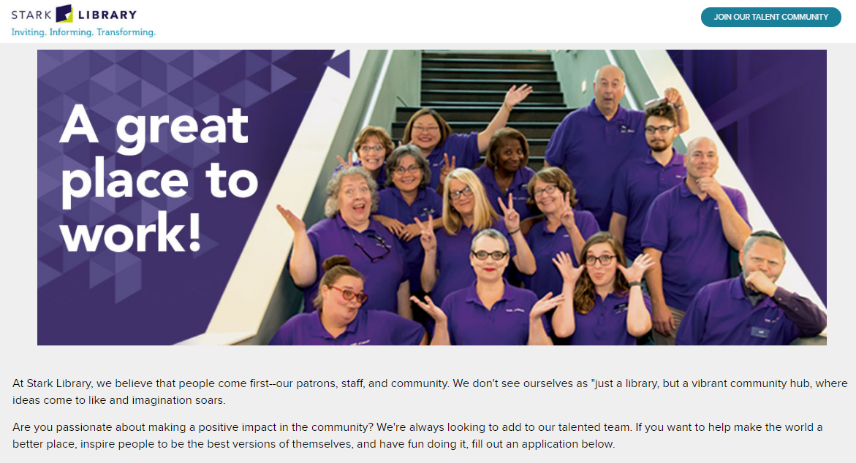 STARK LIBRARY
Inviting. Informing. Transforming.
JOIN OUR TALENT COMMUNITY
A great
place to
work!
At Stark Library, we believe that people come first--our patrons, staff, and community. We don't see ourselves as "just a library, but a vibrant community hub, where
ideas come to like and imagination soars.
Are you passionate about making a positive impact in the community? We're always looking to add to our talented team. If you want to help make the world a
better place, inspire people to be the best versions of themselves, and have fun doing it, fill out an application below.